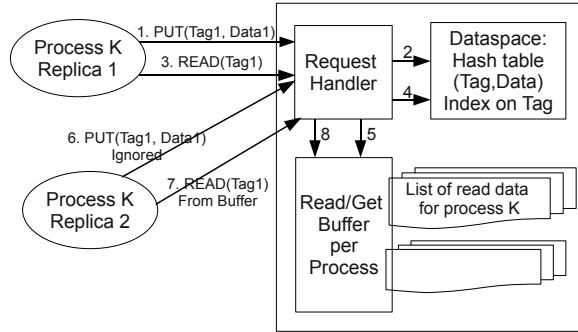 1. PUT(Tag1, Data1)
Process K
Replica 1
3. READ(Tag1)
Request
Handler
2
4
Dataspace:
Hash table
(Tag,Data)
Index on Tag
6. PUT(Tag1, Data1)
Ignored
8
5
7. READ(Tag1)
From Buffer
Process K
Replica 2
Read/Get
Buffer
per
Process
List of read data
for process K